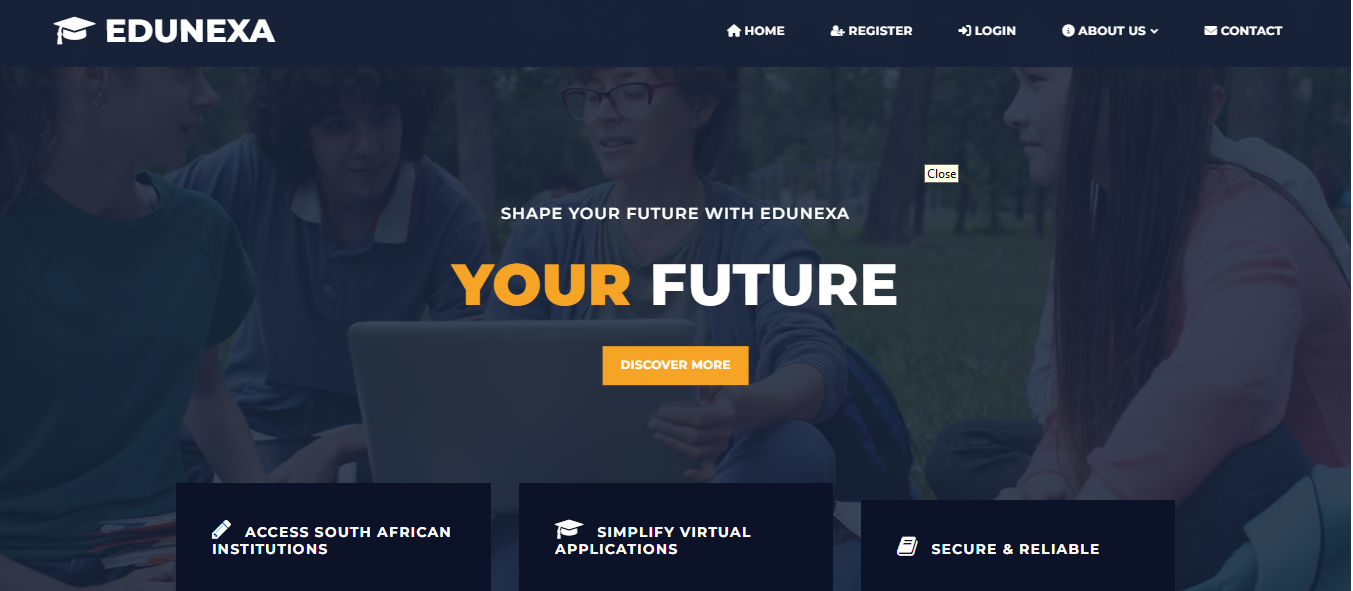 EDUNEXA
HOME REGISTER LOGIN ABOUT US CONTACT
Close
SHAPE YOUR FUTURE WITH EDUNEXA
YOUR FUTURE
DISCOVER MORE
ACCESS SOUTH AFRICAN
INSTITUTIONS
SIMPLIFY VIRTUAL
APPLICATIONS
SECURE & RELIABLE